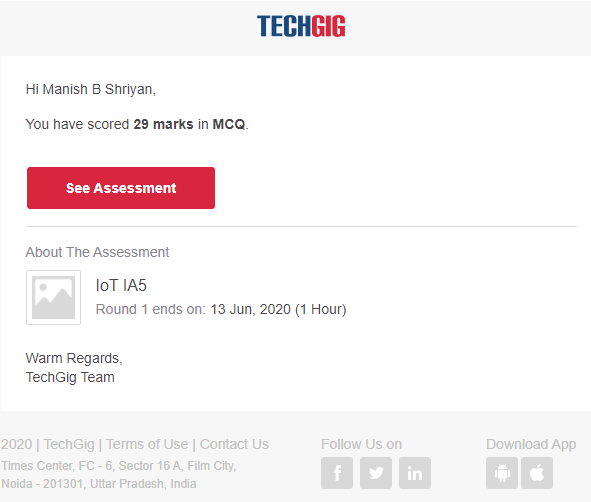 TECHGIG
Hi Manish B Shriyan,
You have scored 29 marks in MCQ.
See Assessment
About The Assessment
IoT IA5
Round 1 ends on: 13 Jun, 2020 (1 Hour)
Warm Regards,
TechGig Team
2020 | TechGig | Terms of Use | Contact Us
Times Center, FC - 6, Sector 16 A, Film City,
Noida - 201301, Uttar Pradesh, India
Follow Us on
Download App